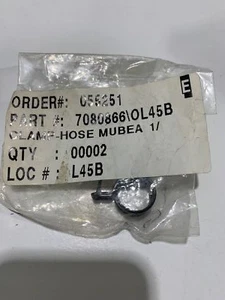 E
ORDER#: 056251
PART #: 7080866\OL45B
CLAMP-HOSE MUBEA 1/
QTY : 00002
LOC # : L45B